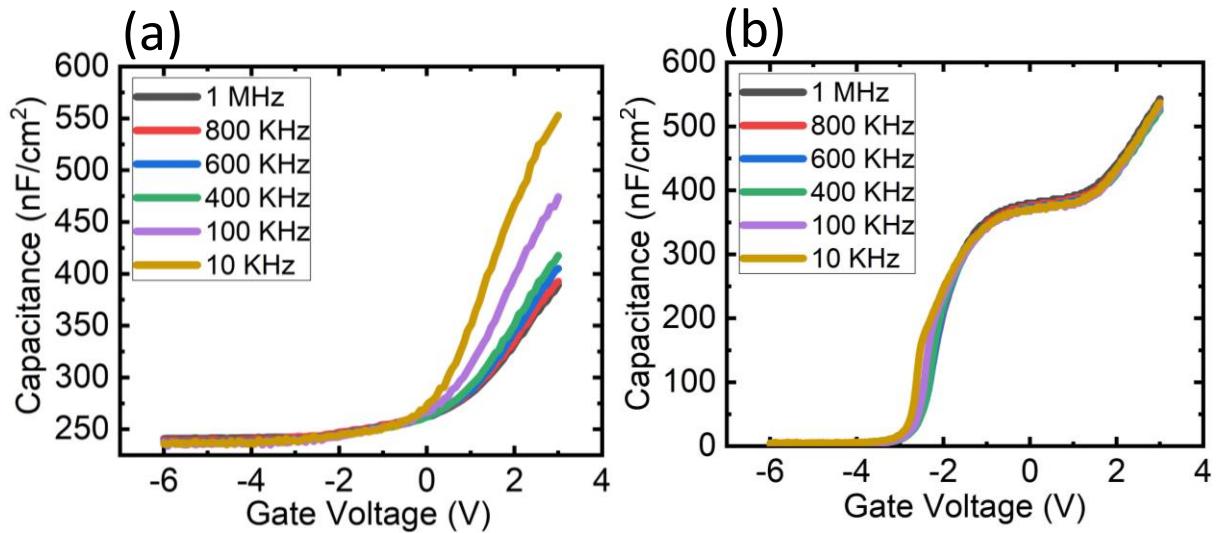 (a)
600
550
500
450
400
350
300
250
Capacitance (nF/cm²)
1 MHz
800 KHz
600 KHz
400 KHz
100 KHz
10 KHz
-6 -4 -2 0 2 4
Gate Voltage (V)
(b)
600
500
400
300
200
100
0
Capacitance (nF/cm²)
1 MHz
800 KHz
600 KHz
400 KHz
100 KHz
10 KHz
-6 -4 -2 0 2 4
Gate Voltage (V)